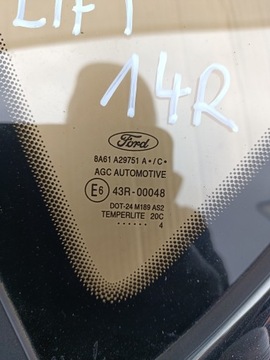 LIFT
14R
Ford
8A61 A29751 A•/C•
AGC AUTOMOTIVE
E6 43R-00048
DOT-24 M189 AS2
TEMPERLITE 20C
.. 4